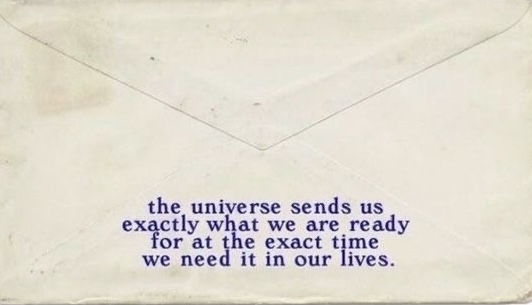 the universe sends us
exactly what we are ready
for at the exact time
we need it in our lives.